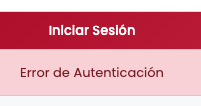 Iniciar Sesión
Error de Autenticación